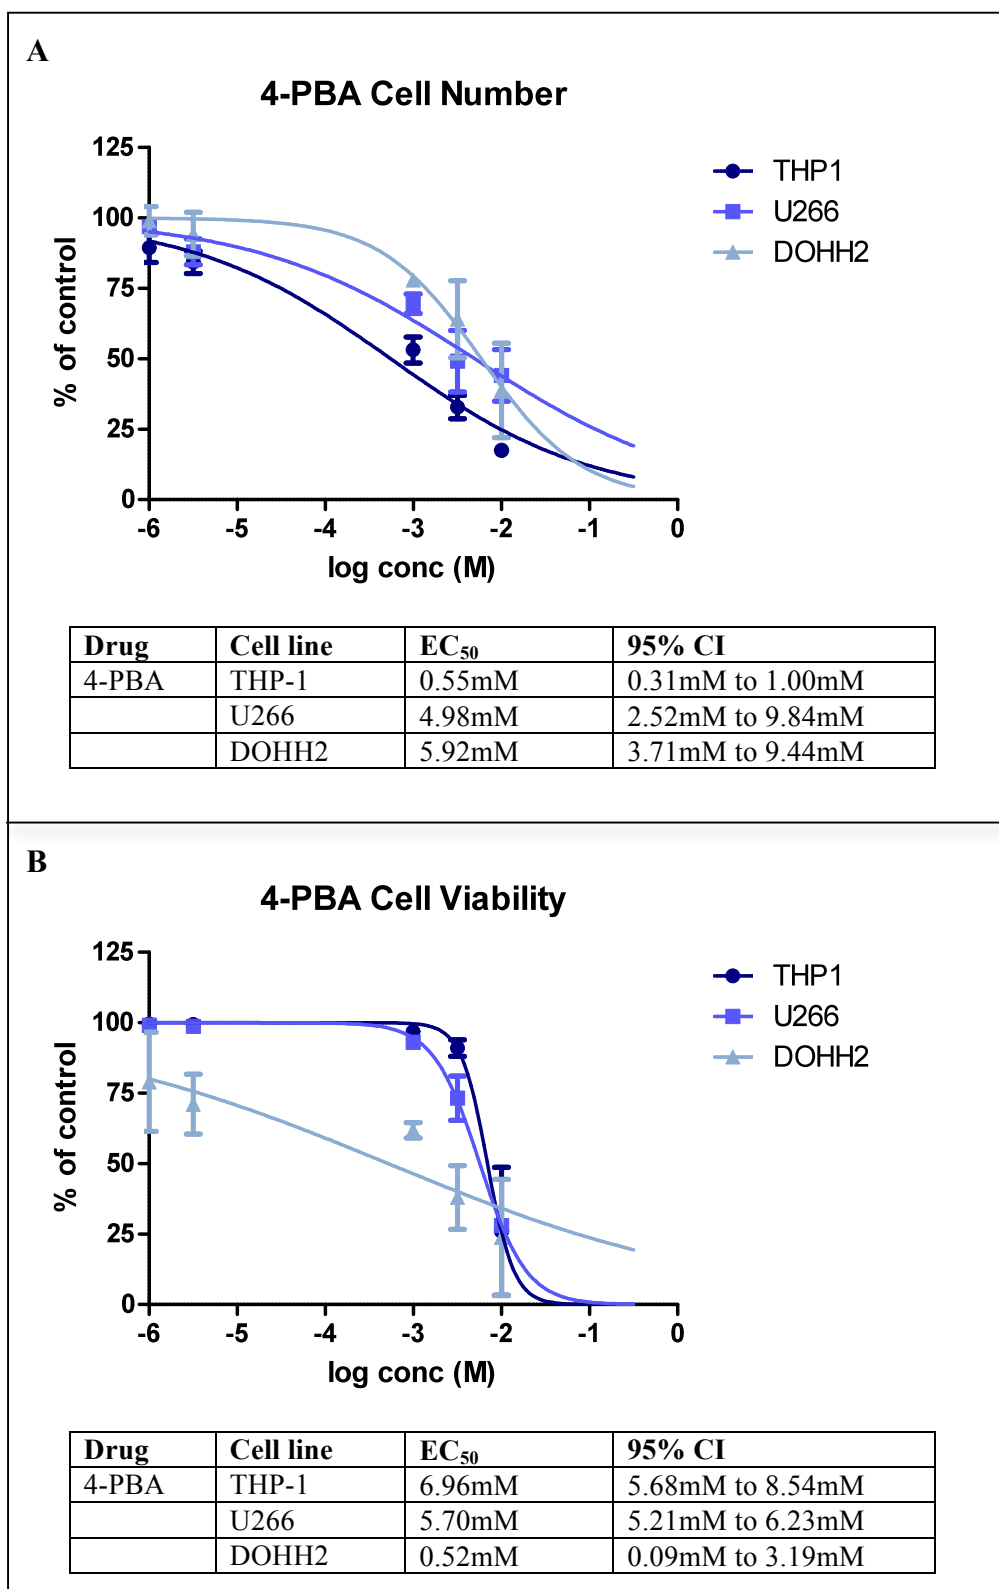 A
4-PBA Cell Number
125
100
75
50
25
0
% of control
-6 -5 -4 -3 -2 -1 0
log conc (M)
THP1
U266
DOHH2
Drug Cell line EC50 95% CI
4-PBA THP-1 0.55mM 0.31mM to 1.00mM
U266 4.98mM 2.52mM to 9.84mM
DOHH2 5.92mM 3.71mM to 9.44mM
B
4-PBA Cell Viability
125
100
75
50
25
0
% of control
-6 -5 -4 -3 -2 -1 0
log conc (M)
THP1
U266
DOHH2
Drug Cell line EC50 95% CI
4-PBA THP-1 6.96mM 5.68mM to 8.54mM
U266 5.70mM 5.21mM to 6.23mM
DOHH2 0.52mM 0.09mM to 3.19mM